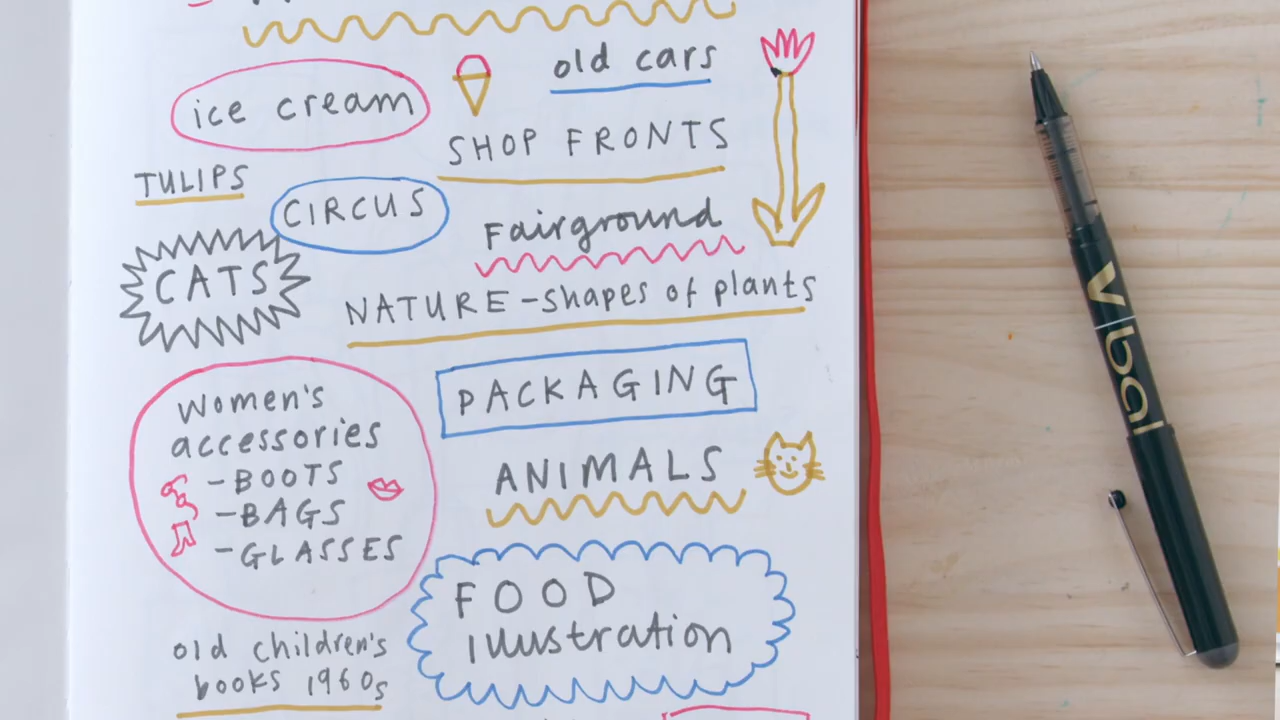 old cars
ice cream
SHOP FRONTS
TULIPS
CIRCUS
Fairground
CATS
NATURE - shapes of plants
PACKAGING
Women's
accessories
- BOOTS
- BAGS
- GLASSES
ANIMALS
FOOD
Illustration
old children's
books 1960s
Vball